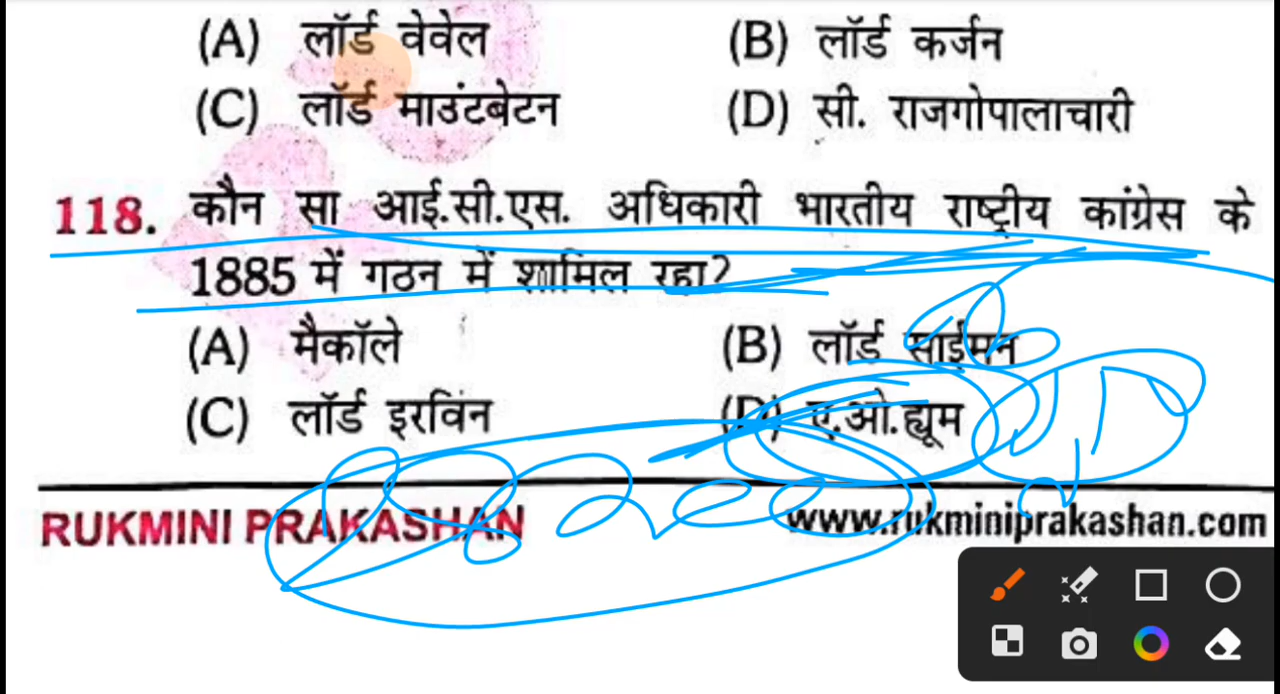 (A) लॉर्ड वेवेल (B) लॉर्ड कर्जन
(C) लॉर्ड माउंटबेटन (D) सी. राजगोपालाचारी
118. कौन सा आई.सी.एस. अधिकारी भारतीय राष्ट्रीय कांग्रेस के
1885 में गठन में शामिल रहा?
(A) मैकॉले (B) लॉर्ड साईमन
(C) लॉर्ड इरविन (D) ए.ओ.ह्यूम
RUKMINI PRAKASHAN www.rukminiprakashan.com